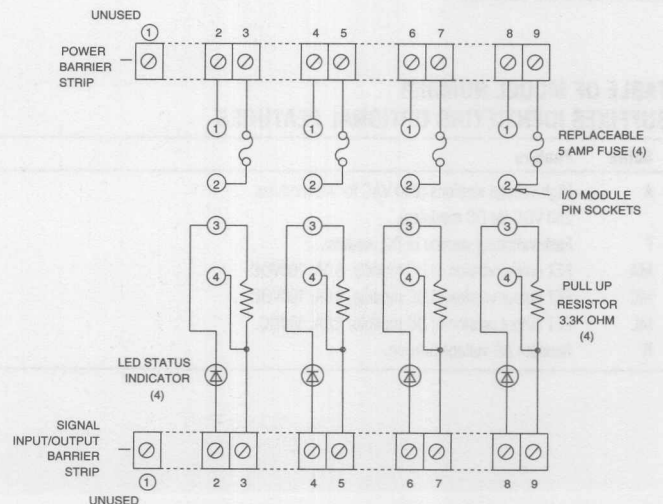 UNUSED
1 2 3 4 5 6 7 8 9
POWER
BARRIER
STRIP
1 1 1 1
REPLACEABLE
5 AMP FUSE (4)
2 2 2 2
I/O MODULE
PIN SOCKETS
3 3 3 3
4 4 4 4
PULL UP
RESISTOR
3.3K OHM
(4)
LED STATUS
INDICATOR
(4)
SIGNAL
INPUT/OUTPUT
BARRIER
STRIP
1 2 3 4 5 6 7 8 9
UNUSED